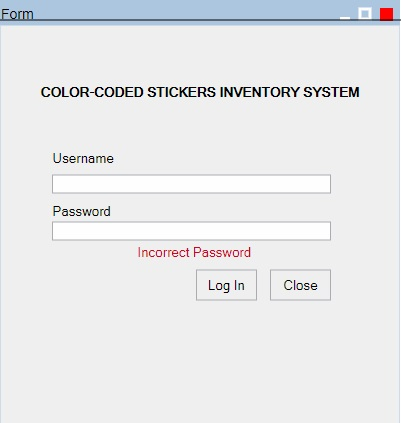 Form
COLOR-CODED STICKERS INVENTORY SYSTEM
Username
Password
Incorrect Password
Log In
Close